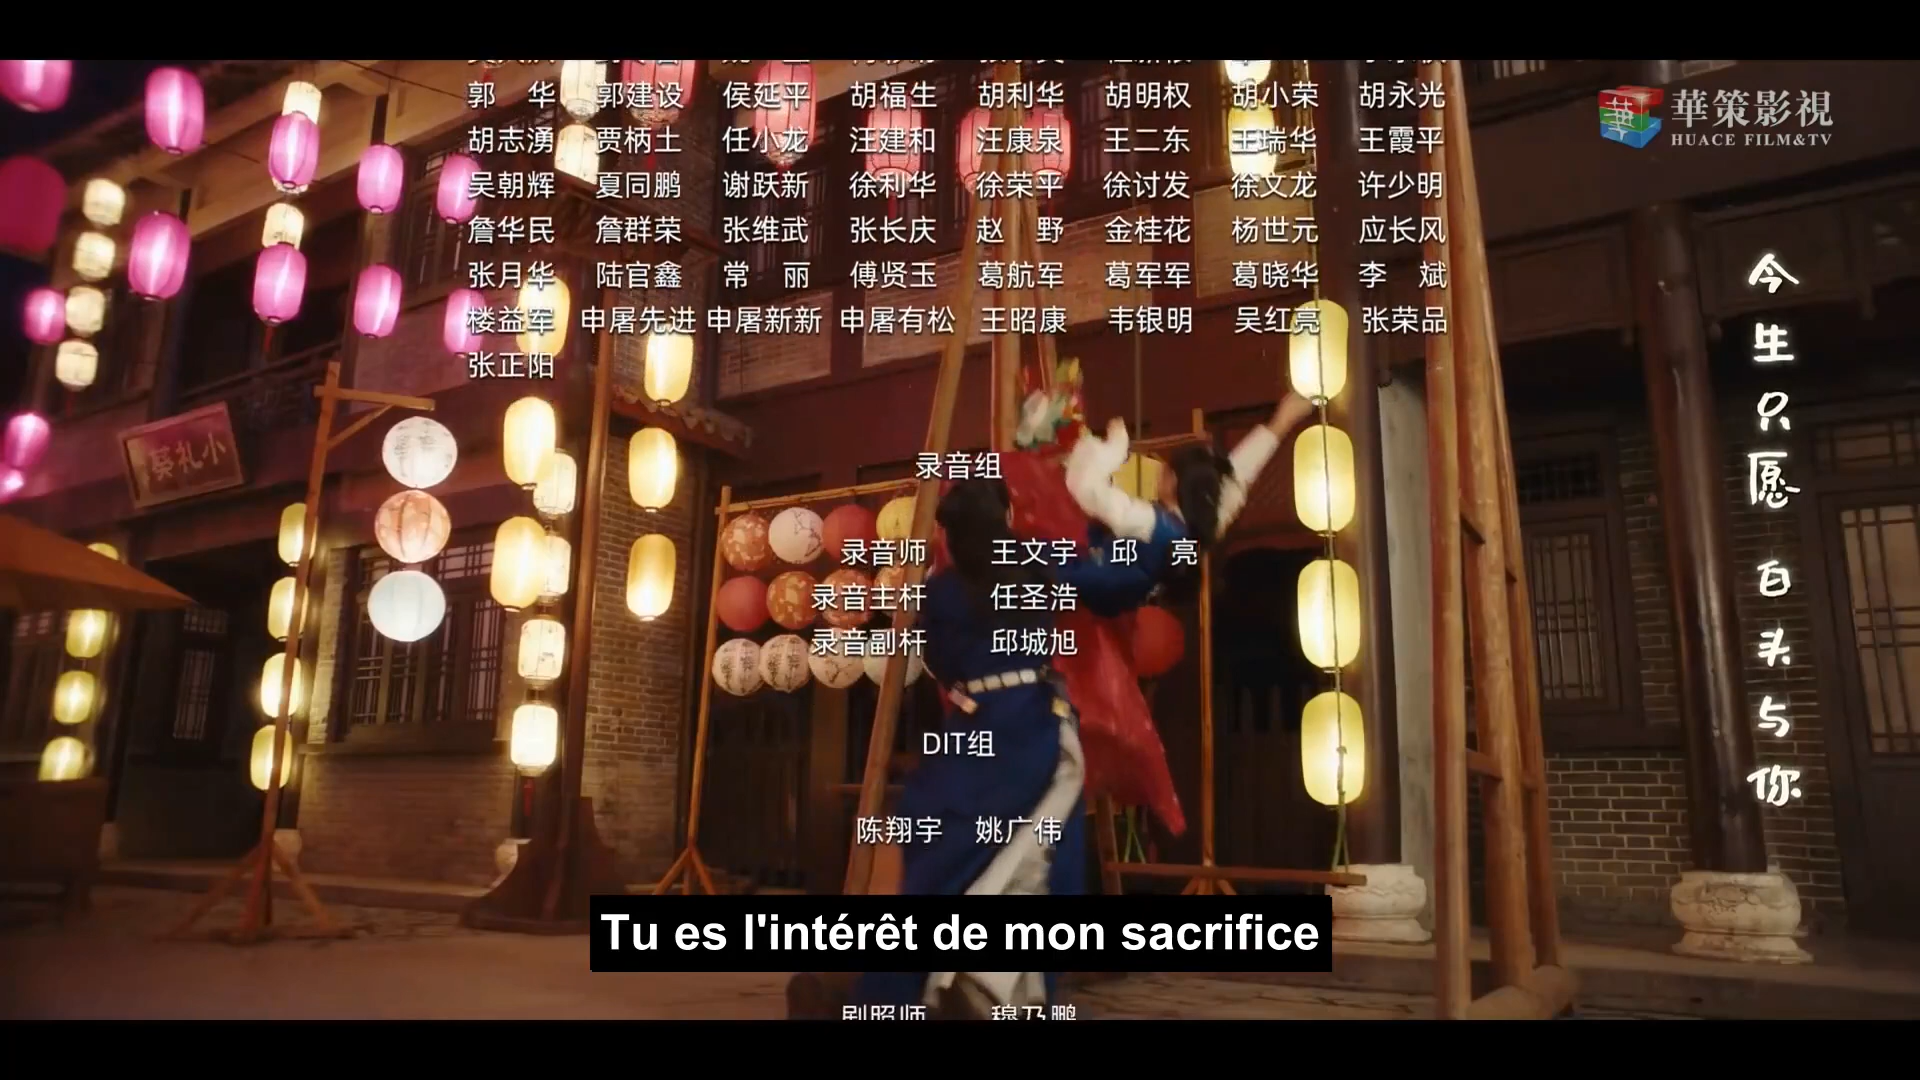 郭 华 郭建设 侯延平 胡福生 胡利华 胡明权 胡小荣 胡永光
胡志湧 贾柄土 任小龙 汪建和 汪康泉 王二东 王瑞华 王霞平
吴朝辉 夏同鹏 谢跃新 徐利华 徐荣平 徐讨发 徐文龙 许少明
詹华民 詹群荣 张维武 张长庆 赵 野 金桂花 杨世元 应长风
张月华 陆官鑫 常 丽 傅贤玉 葛航军 葛军军 葛晓华 李 斌
楼益军 申屠先进 申屠新新 申屠有松 王昭康 韦银明 吴红亮 张荣品
张正阳
录音组
录音师 王文宇 邱 亮
录音主杆 任圣浩
录音副杆 邱城旭
DIT组
陈翔宇 姚广伟
Tu es l'intérêt de mon sacrifice
剧照师 穆乃鹏
華策影視
HUACE FILM&TV
今生只愿白头与你
小礼葵